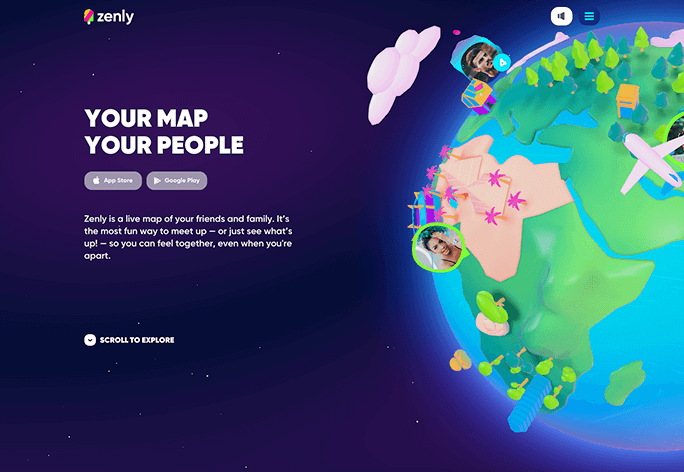 zenly
YOUR MAP
YOUR PEOPLE
App Store
Google Play
Zenly is a live map of your friends and family. It's
the most fun way to meet up — or just see what's
up! — so you can feel together, even when you're
apart.
SCROLL TO EXPLORE